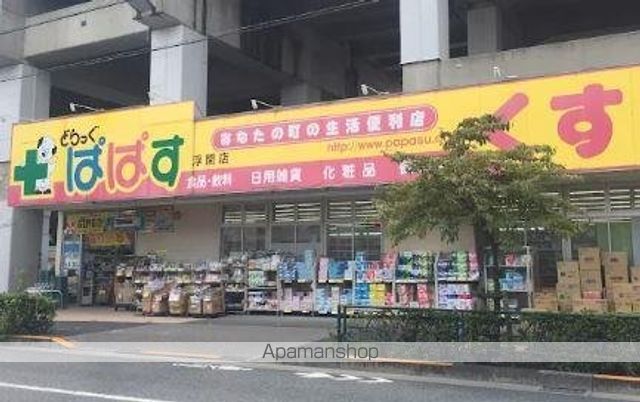 どらっぐ
ぱぱす
浮間店
あなたの町の生活便利店
http://www.papasu.
食品・飲料 日用雑貨 化粧品
くす
Apamanshop